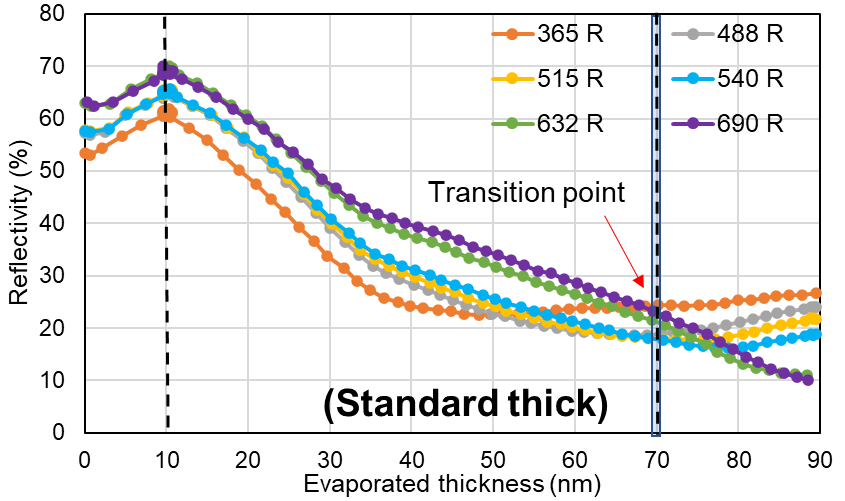 80
70
60
50
40
30
20
10
0
Reflectivity (%)
365 R
488 R
515 R
540 R
632 R
690 R
Transition point
(Standard thick)
0 10 20 30 40 50 60 70 80 90
Evaporated thickness (nm)